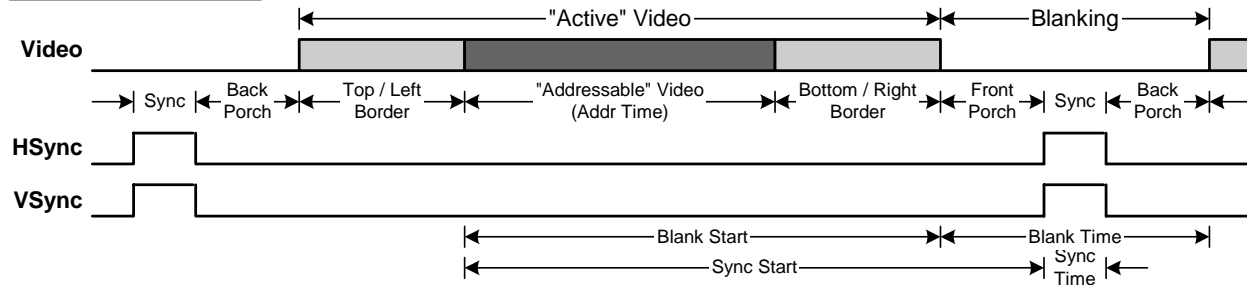 "Active" Video
Blanking
Video
Sync
Back
Porch
Top / Left
Border
"Addressable" Video
(Addr Time)
Bottom / Right
Border
Front
Porch
Sync
Back
Porch
HSync
VSync
Blank Start
Blank Time
Sync Start
Sync
Time